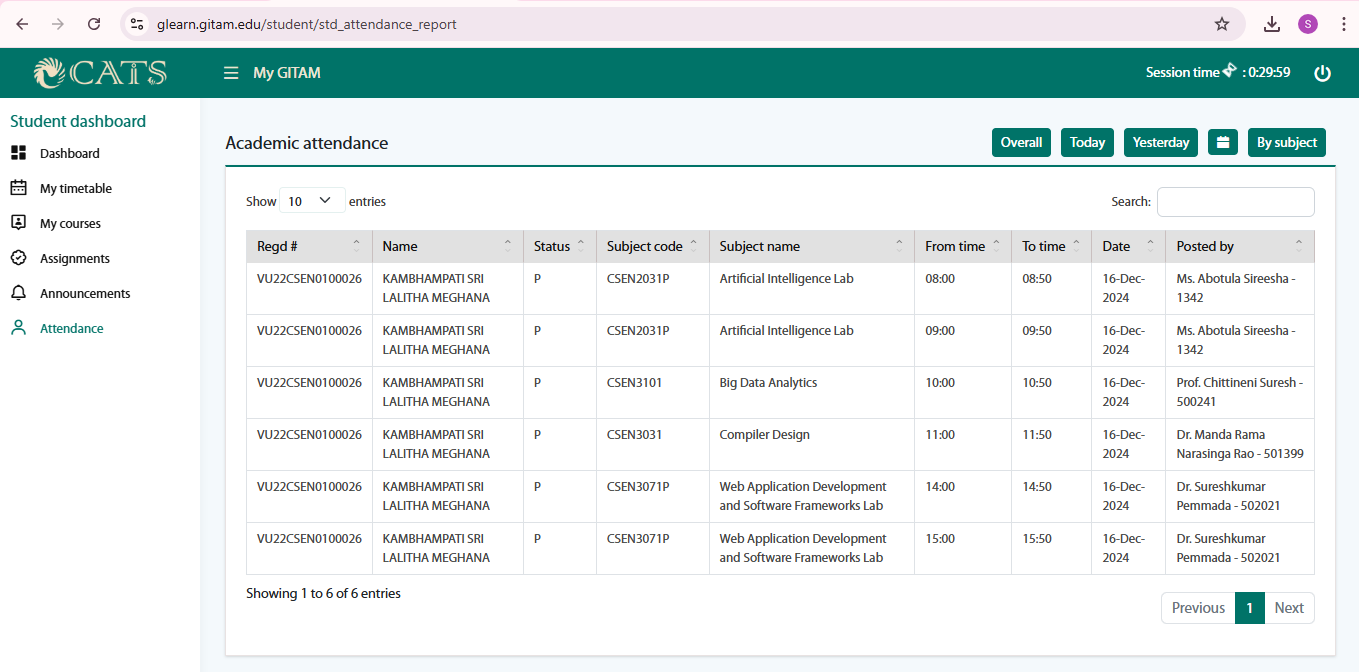 glearn.gitam.edu/student/std_attendance_report
S
CATS
My GITAM
Session time : 0:29:59
Student dashboard
Dashboard
My timetable
My courses
Assignments
Announcements
Attendance
Academic attendance
Overall Today Yesterday By subject
Show 10 entries Search:
Regd # Name Status Subject code Subject name From time To time Date Posted by
VU22CSEN0100026 KAMBHAMPATI SRI P CSEN2031P Artificial Intelligence Lab 08:00 08:50 16-Dec- Ms. Abotula Sireesha -
LALITHA MEGHANA 2024 1342
VU22CSEN0100026 KAMBHAMPATI SRI P CSEN2031P Artificial Intelligence Lab 09:00 09:50 16-Dec- Ms. Abotula Sireesha -
LALITHA MEGHANA 2024 1342
VU22CSEN0100026 KAMBHAMPATI SRI P CSEN3101 Big Data Analytics 10:00 10:50 16-Dec- Prof. Chittineni Suresh -
LALITHA MEGHANA 2024 500241
VU22CSEN0100026 KAMBHAMPATI SRI P CSEN3031 Compiler Design 11:00 11:50 16-Dec- Dr. Manda Rama
LALITHA MEGHANA 2024 Narasinga Rao - 501399
VU22CSEN0100026 KAMBHAMPATI SRI P CSEN3071P Web Application Development 14:00 14:50 16-Dec- Dr. Sureshkumar
LALITHA MEGHANA and Software Frameworks Lab 2024 Pemmada - 502021
VU22CSEN0100026 KAMBHAMPATI SRI P CSEN3071P Web Application Development 15:00 15:50 16-Dec- Dr. Sureshkumar
LALITHA MEGHANA and Software Frameworks Lab 2024 Pemmada - 502021
Showing 1 to 6 of 6 entries
Previous 1 Next